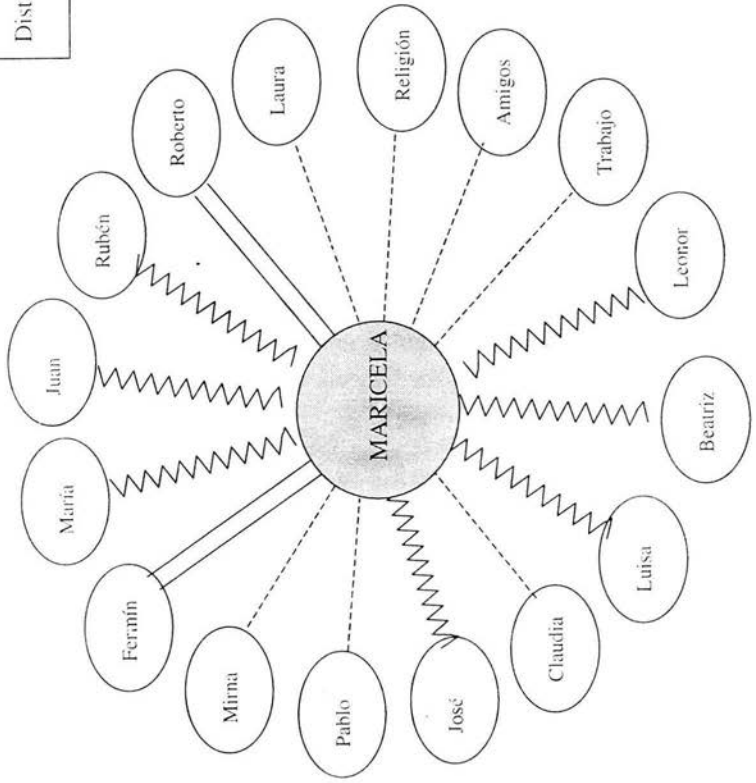 Dist
Roberto
Laura
Religión
Amigos
Trabajo
Leonor
Beatriz
Luisa
Claudia
José
Pablo
Mirna
Fermín
María
Juan
Rubén
MARICELA